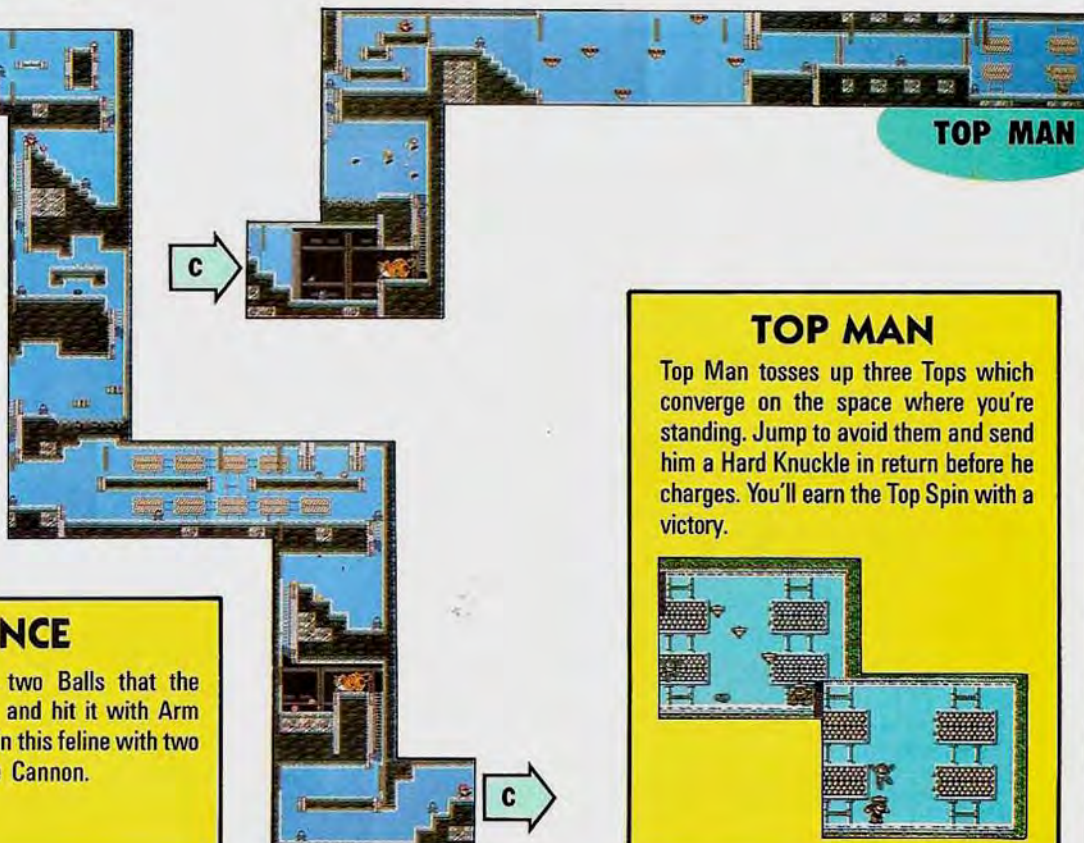 TOP MAN
C
TOP MAN
Top Man tosses up three Tops which
converge on the space where you're
standing. Jump to avoid them and send
him a Hard Knuckle in return before he
charges. You'll earn the Top Spin with a
victory.
NCE
two Balls that the
and hit it with Arm
n this feline with two
Cannon.
C